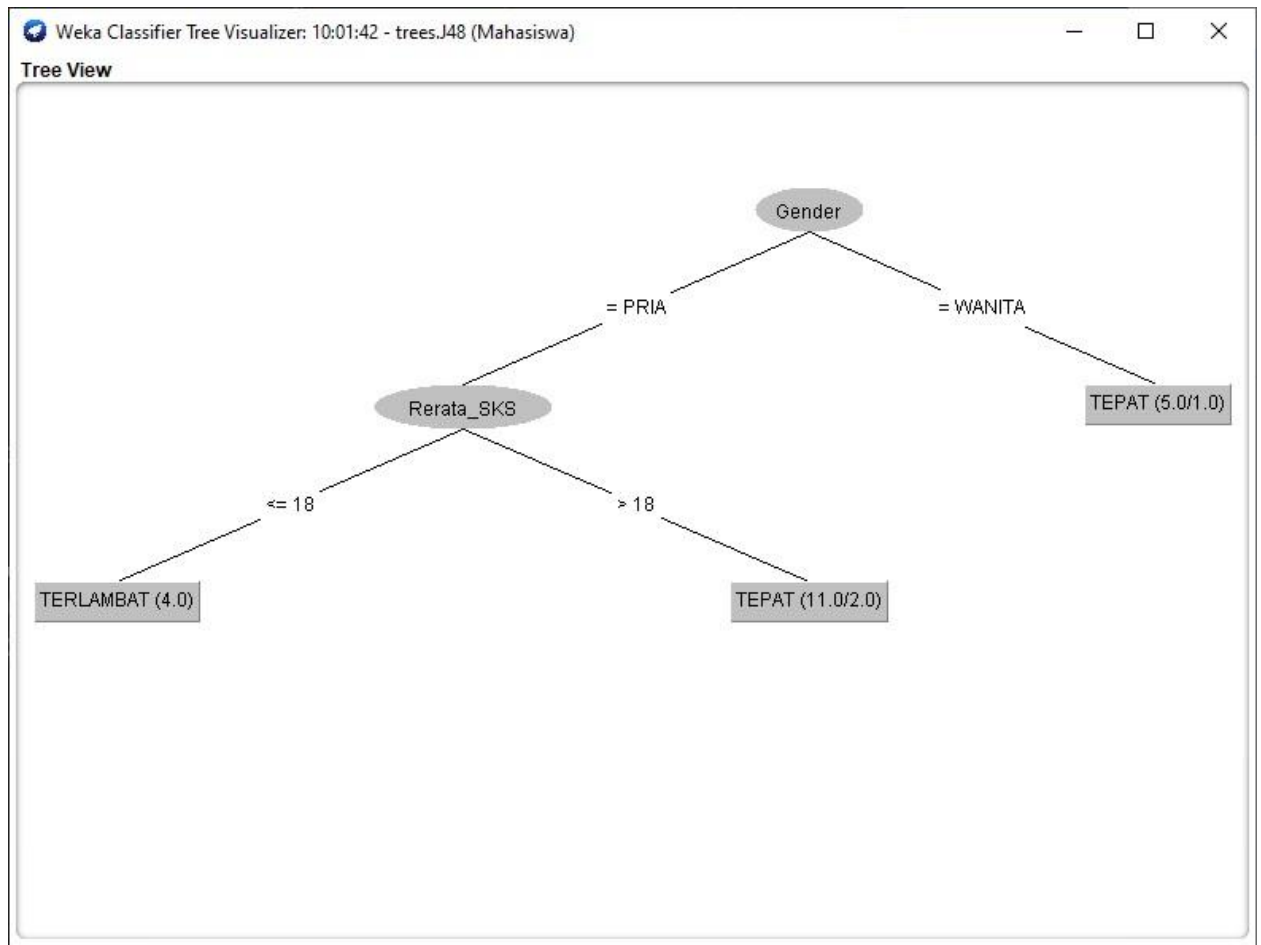 Weka Classifier Tree Visualizer: 10:01:42 - trees.J48 (Mahasiswa)
Tree View
Gender
= PRIA
= WANITA
Rerata_SKS
TEPAT (5.0/1.0)
<= 18
> 18
TERLAMBAT (4.0)
TEPAT (11.0/2.0)